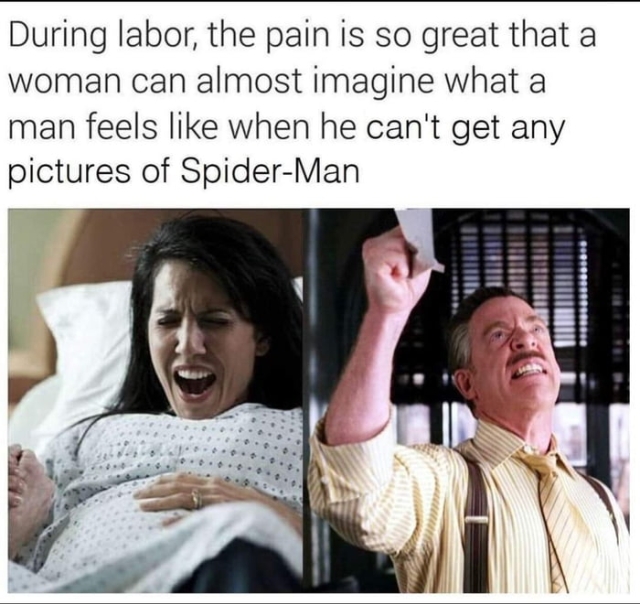 During labor, the pain is so great that a
woman can almost imagine what a
man feels like when he can't get any
pictures of Spider-Man